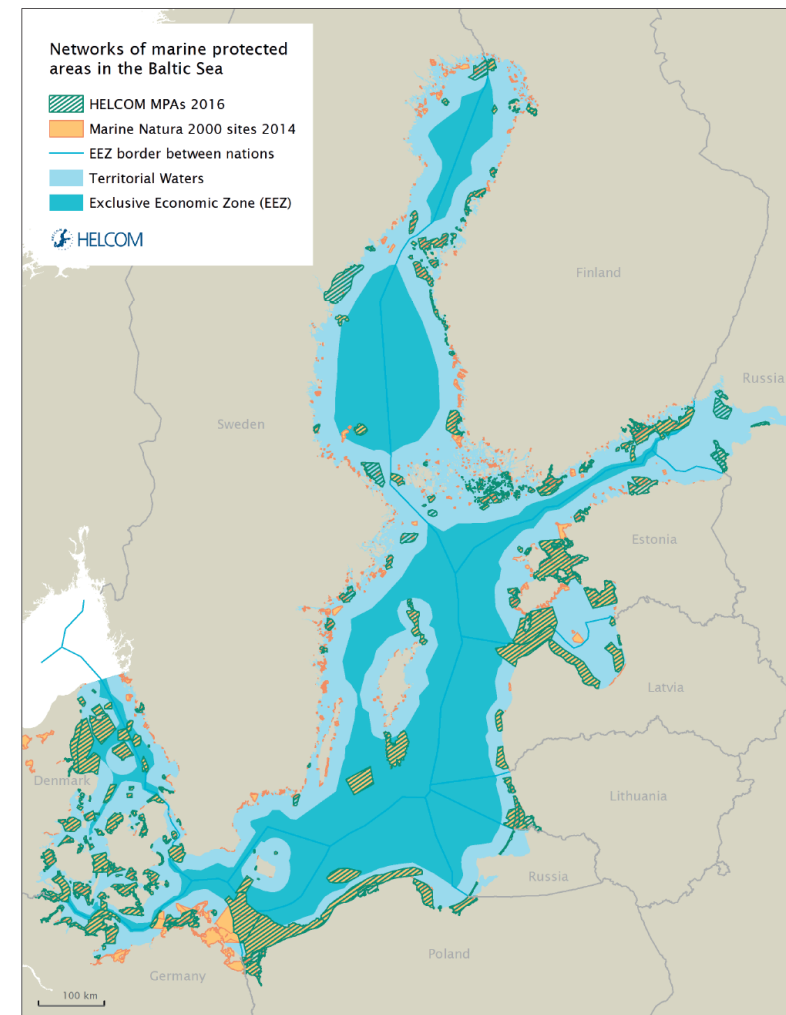 Networks of marine protected
areas in the Baltic Sea
HELCOM MPAs 2016
Marine Natura 2000 sites 2014
EEZ border between nations
Territorial Waters
Exclusive Economic Zone (EEZ)
HELCOM
Finland
Russia
Sweden
Estonia
Latvia
Denmark
Lithuania
Russia
Poland
Germany
100 km